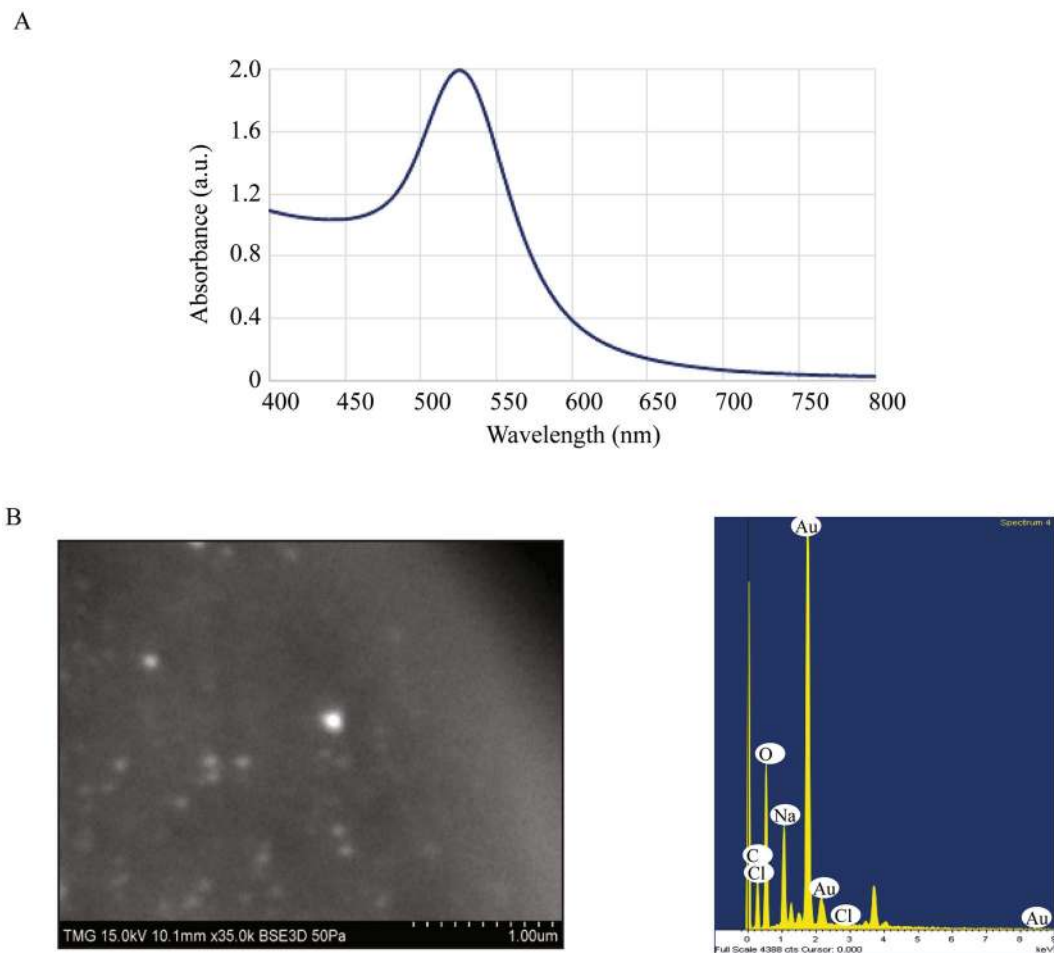 A
2.0
1.6
1.2
0.8
0.4
0
Absorbance (a.u.)
400 450 500 550 600 650 700 750 800
Wavelength (nm)
B
TMG 15.0kV 10.1mm x35.0k BSE3D 50Pa 1.00um
Spectrum 4
Au
O
Na
C
Cl
Au
Cl
Au
0 1 2 3 4 5 6 7 8 9
Full Scale 4388 cts Cursor: 0.000 keV